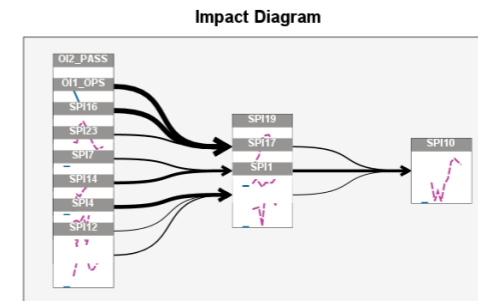 Impact Diagram
OI2_PASS
OI1_OPS
SPI16
SPI23
SPI7
SPI14
SPI4
SPI12
SPI19
SPI17
SPI1
SPI10